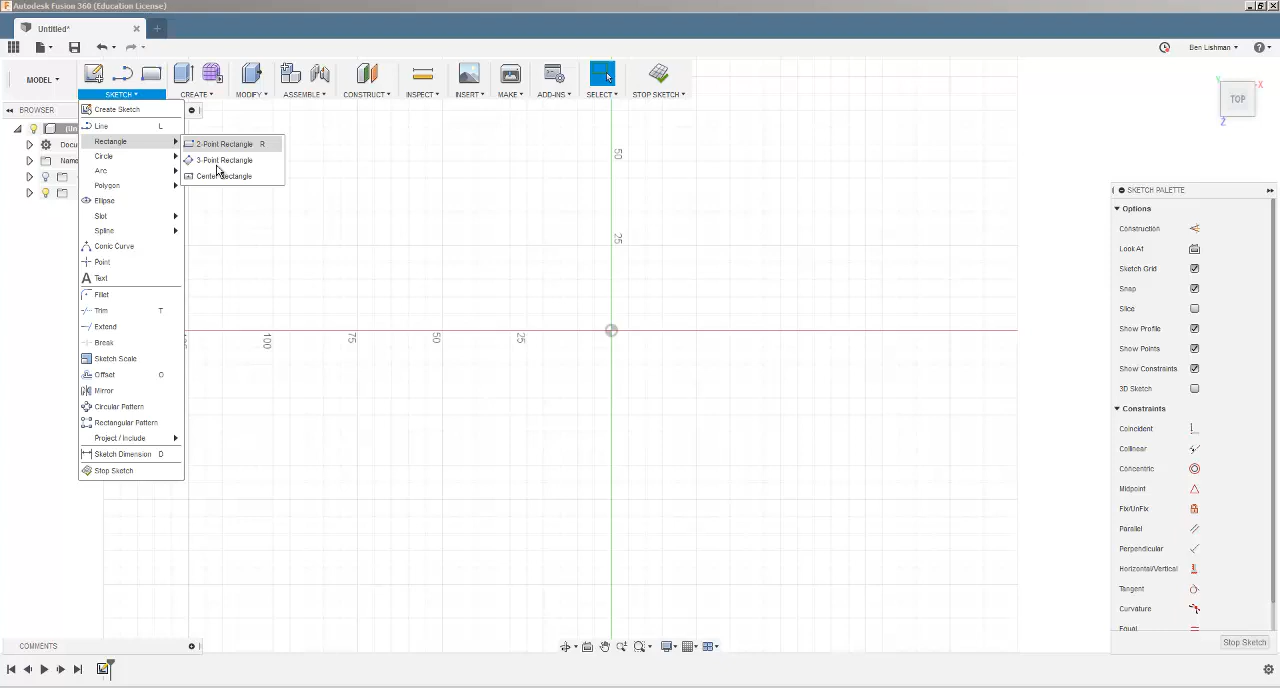 Autodesk Fusion 360 (Education License)
Untitled*
Ben Lishman
MODEL
SKETCH
CREATE
MODIFY
ASSEMBLE
CONSTRUCT
INSPECT
INSERT
MAKE
ADD-INS
SELECT
STOP SKETCH
BROWSER
Create Sketch
Line L
Rectangle
Circle
Arc
Polygon
Ellipse
Slot
Spline
Conic Curve
Point
Text
Fillet
Trim T
Extend
Break
Sketch Scale
Offset O
Mirror
Circular Pattern
Rectangular Pattern
Project / Include
Sketch Dimension D
Stop Sketch
2-Point Rectangle R
3-Point Rectangle
Center Rectangle
Docu
Name
50
25
100
75
50
25
TOP
X
Y
Z
SKETCH PALETTE
Options
Construction
Look At
Sketch Grid
Snap
Slice
Show Profile
Show Points
Show Constraints
3D Sketch
Constraints
Coincident
Collinear
Concentric
Midpoint
Fix/UnFix
Parallel
Perpendicular
Horizontal/Vertical
Tangent
Curvature
Equal
Stop Sketch
COMMENTS